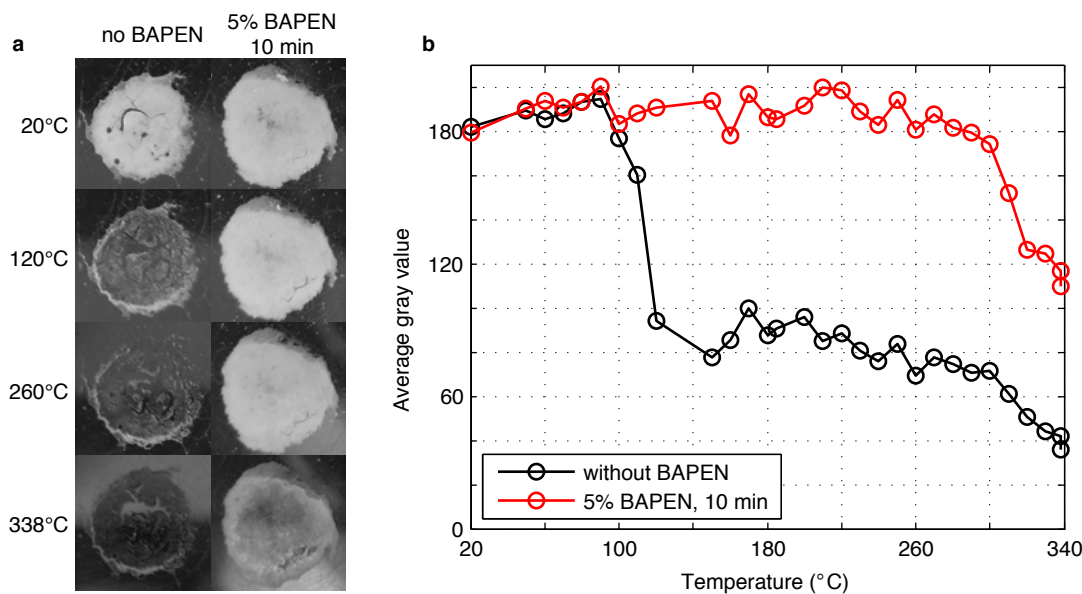 a
no BAPEN
5% BAPEN
10 min
20°C
120°C
260°C
338°C
b
Average gray value
180
120
60
0
20
100
180
260
340
Temperature (°C)
without BAPEN
5% BAPEN, 10 min